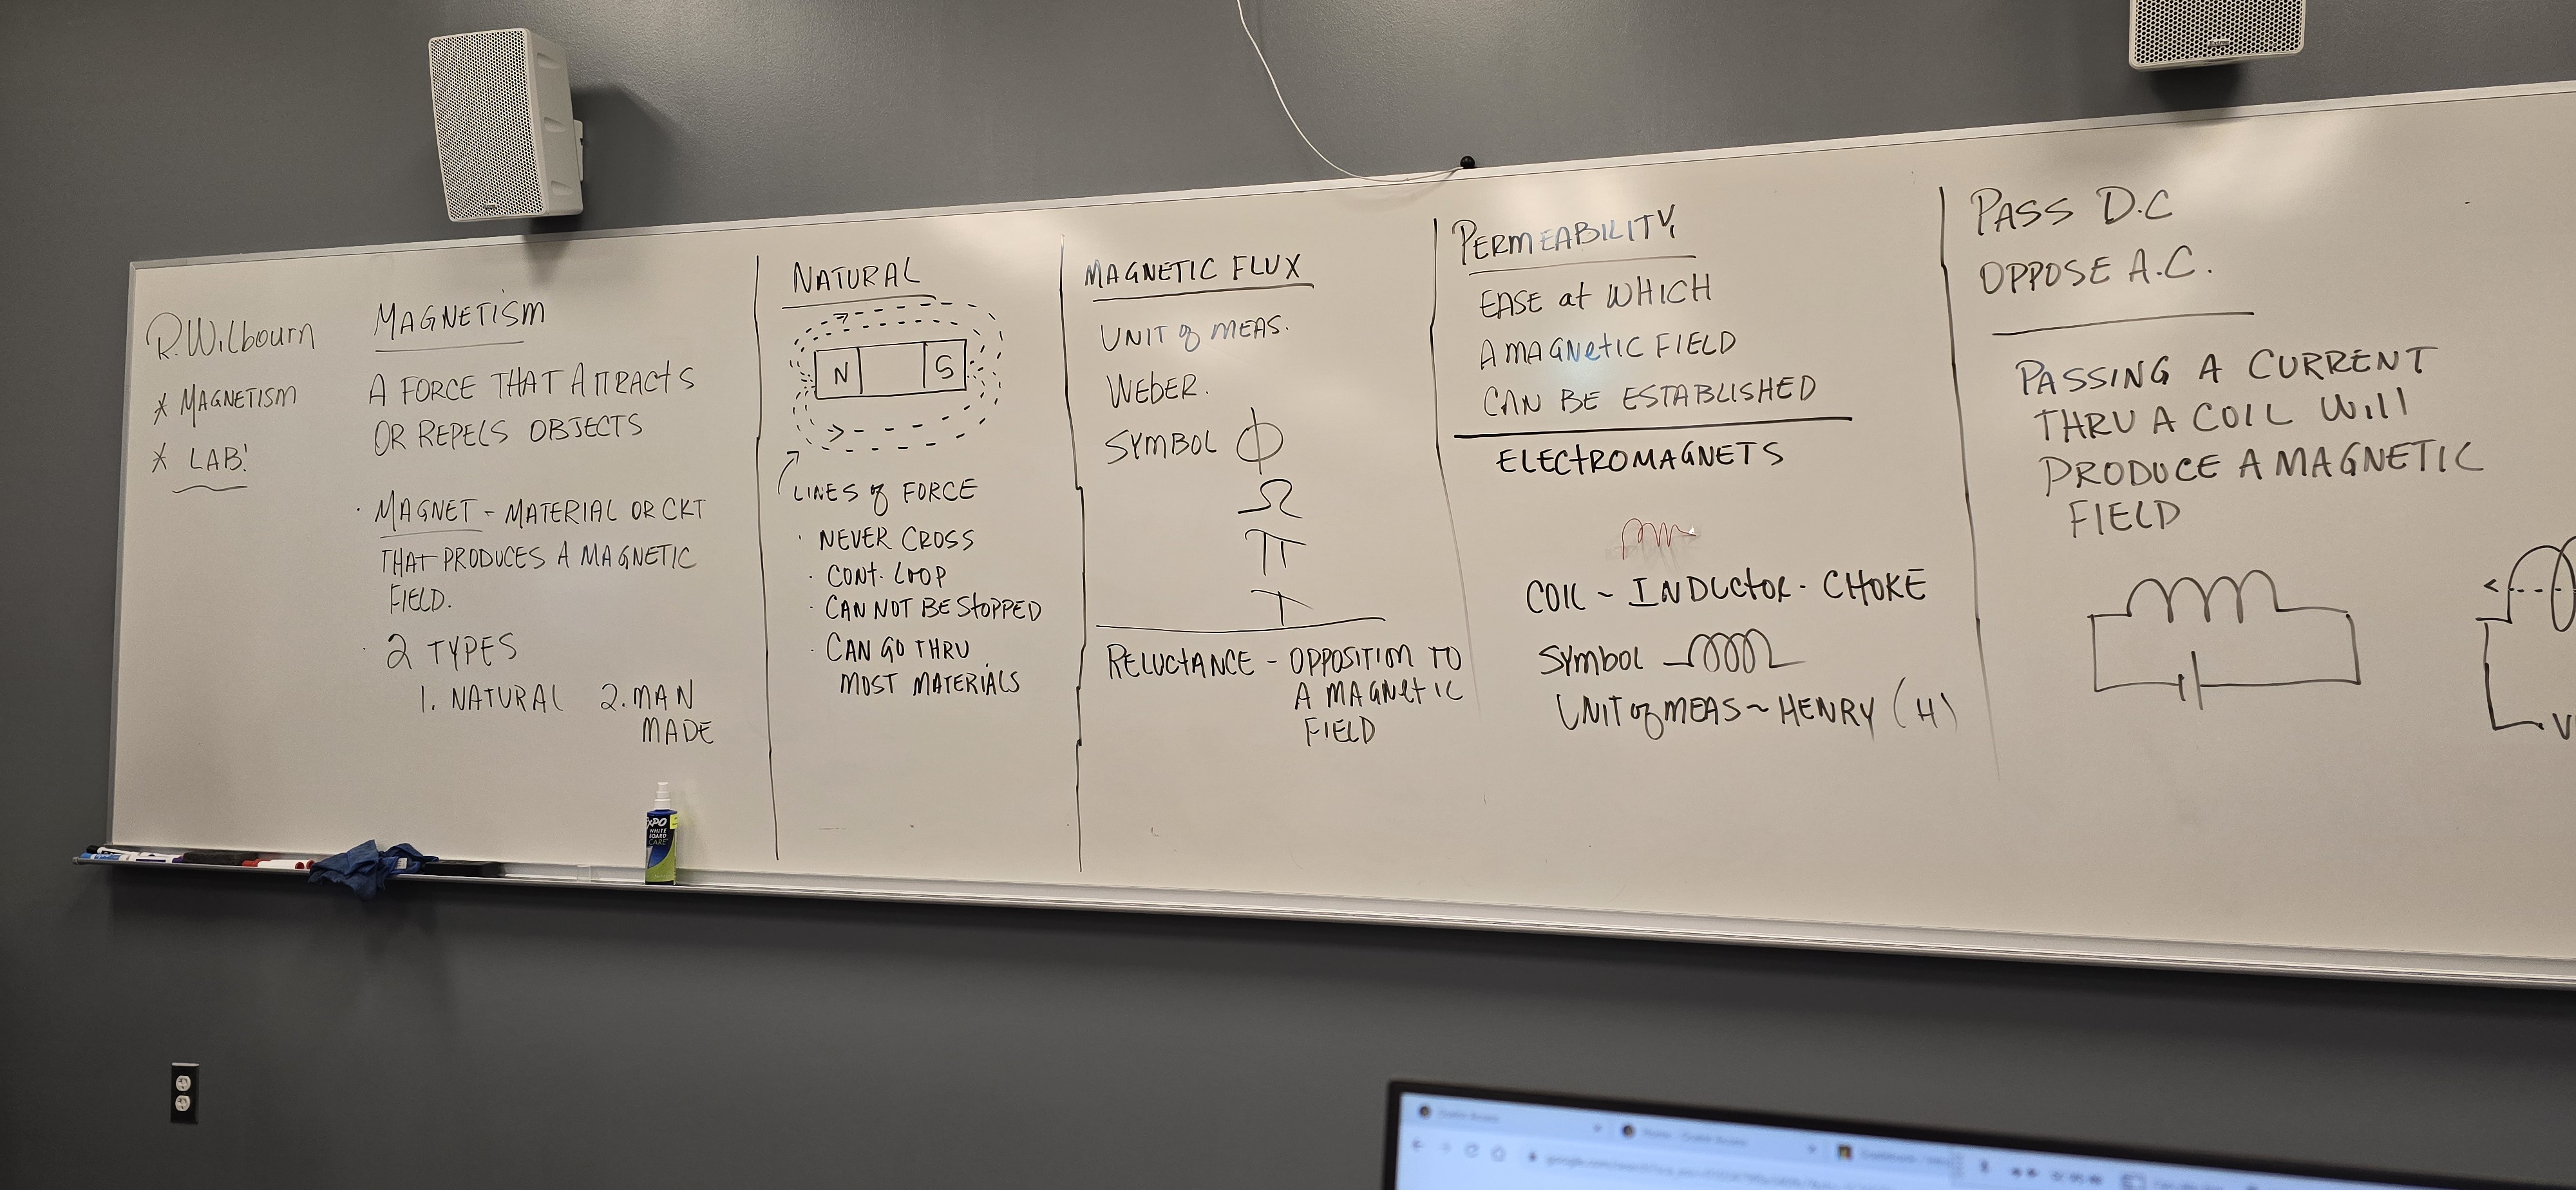 R. Wilbourn
* MAGNETISM
* LAB!
MAGNETISM
A FORCE THAT ATTRACTS
OR REPELS OBJECTS
· MAGNET - MATERIAL OR CKT
THAT PRODUCES A MAGNETIC
FIELD.
· 2 TYPES
1. NATURAL 2. MAN
MADE
NATURAL
N S
LINES of FORCE
· NEVER CROSS
· CONT. LOOP
· CAN NOT BE STOPPED
· CAN GO THRU
MOST MATERIALS
MAGNETIC FLUX
UNIT of MEAS.
WEBER.
SYMBOL Φ
Ω
π
T
RELUCTANCE - OPPOSITION TO
A MAGNETIC
FIELD
PERMEABILITY
EASE at WHICH
A MAGNETIC FIELD
CAN BE ESTABLISHED
ELECTROMAGNETS
COIL ~ INDUCTOR - CHOKE
SYMBOL
UNIT of MEAS ~ HENRY (H)
PASS D.C
OPPOSE A.C.
PASSING A CURRENT
THRU A COIL Will
PRODUCE A MAGNETIC
FIELD
V
EXPO
WHITE
BOARD
CARE